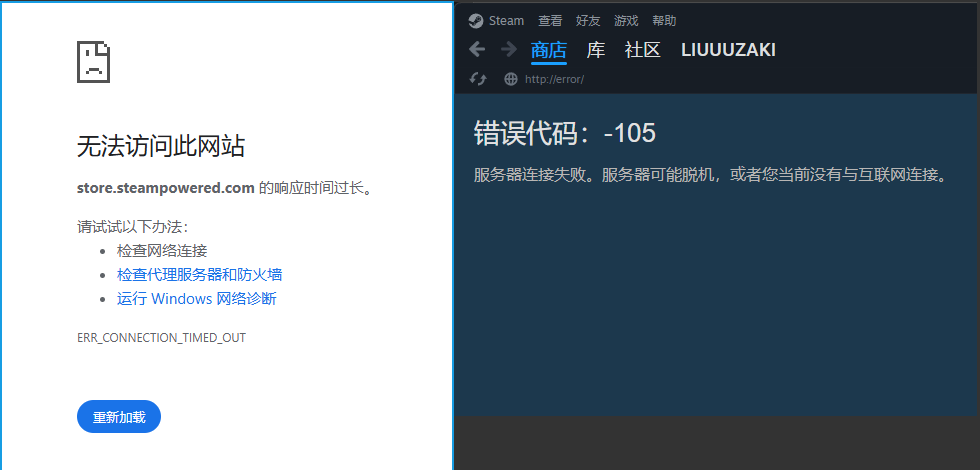 无法访问此网站
store.steampowered.com 的响应时间过长。
请试试以下办法：
检查网络连接
检查代理服务器和防火墙
运行 Windows 网络诊断
ERR_CONNECTION_TIMED_OUT
重新加载
Steam 查看 好友 游戏 帮助
商店 库 社区 LIUUUZAKI
http://error/
错误代码：-105
服务器连接失败。服务器可能脱机，或者您当前没有与互联网连接。